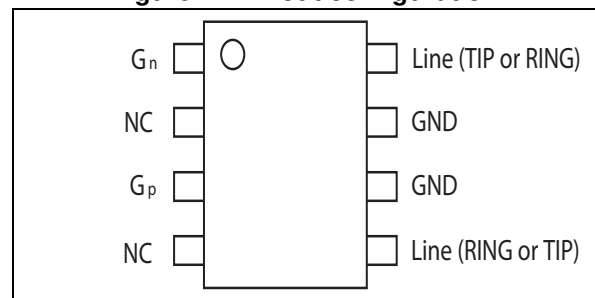 Gn Line (TIP or RING)
NC GND
Gp GND
NC Line (RING or TIP)